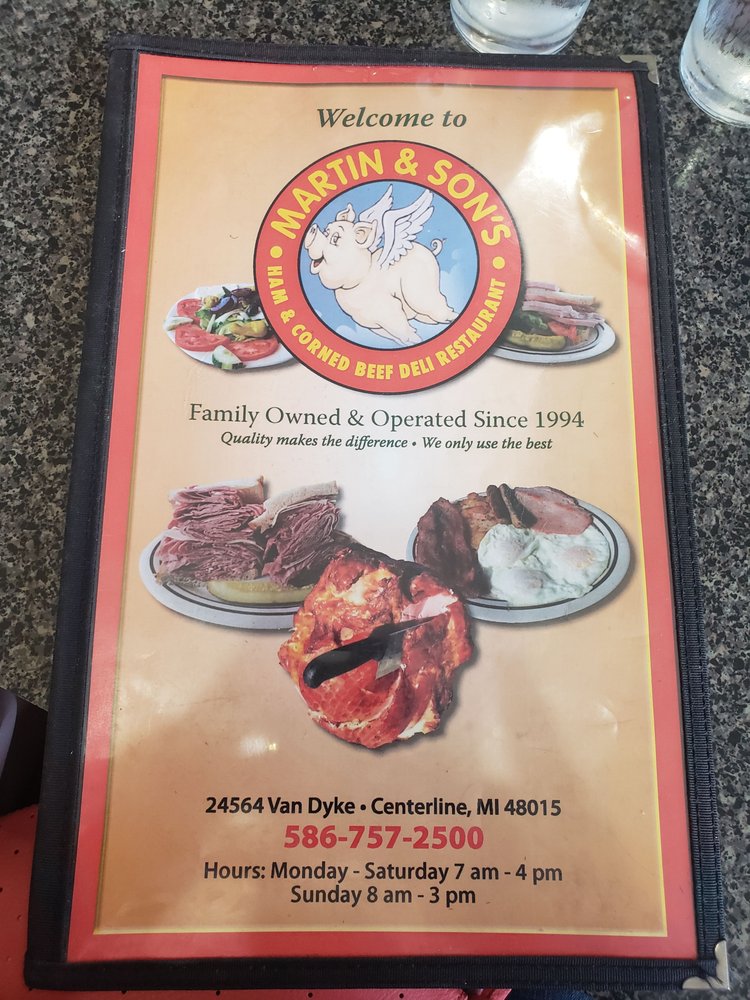 Welcome to
MARTIN & SON'S
HAM & CORNED BEEF DELI RESTAURANT
Family Owned & Operated Since 1994
Quality makes the difference • We only use the best
24564 Van Dyke • Centerline, MI 48015
586-757-2500
Hours: Monday - Saturday 7 am - 4 pm
Sunday 8 am - 3 pm